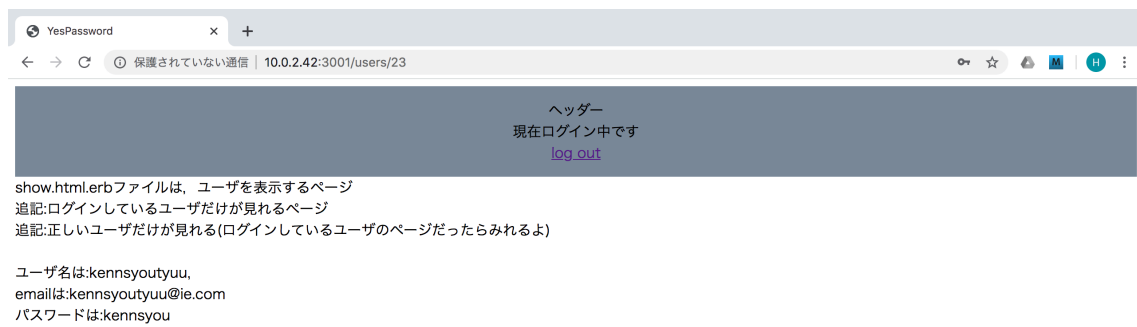 YesPassword
保護されていない通信 10.0.2.42:3001/users/23
M
H
ヘッダー
現在ログイン中です
log out
show.html.erbファイルは，ユーザを表示するページ
追記:ログインしているユーザだけが見れるページ
追記:正しいユーザだけが見れる(ログインしているユーザのページだったらみれるよ)
ユーザ名は:kennsyoutyuu,
emailは:kennsyoutyuu@ie.com
パスワードは:kennsyou